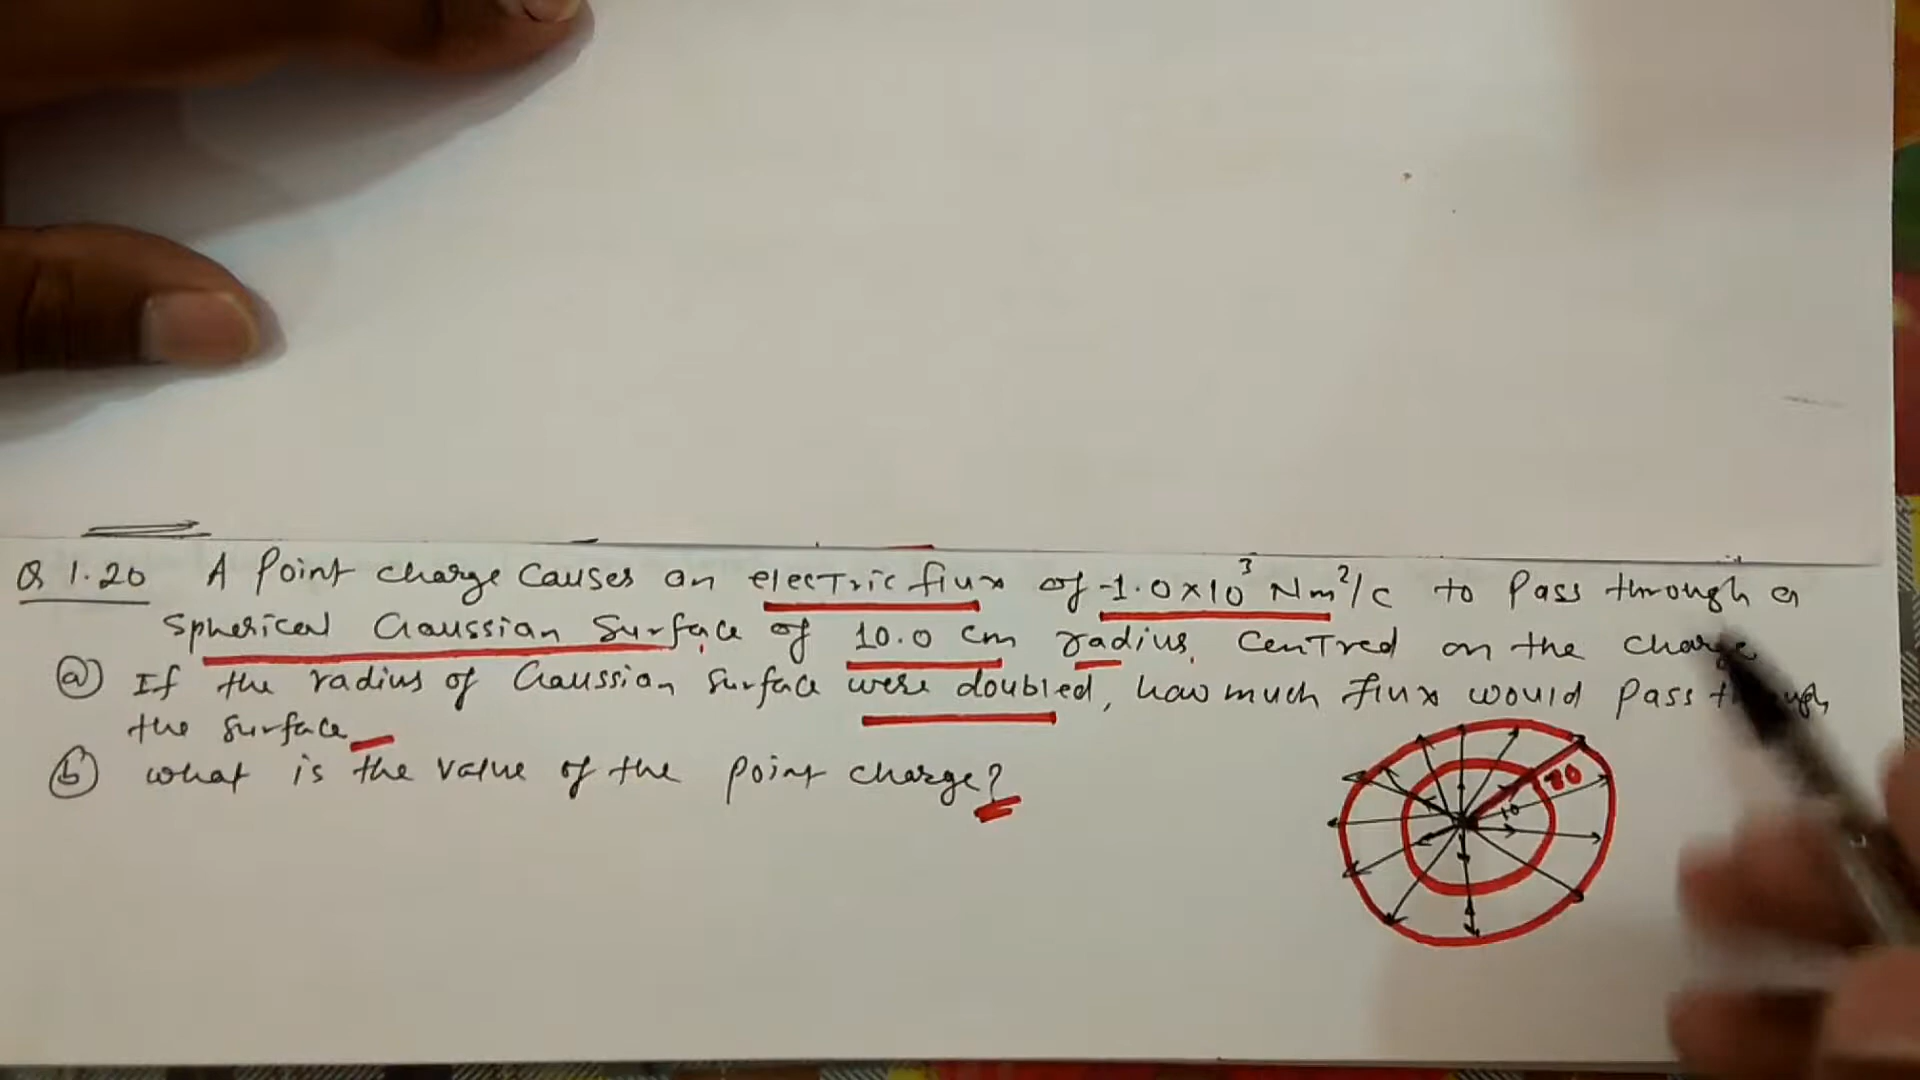 Q 1.20 A Point charge causes an electric flux of -1.0×10³ Nm²/C to Pass through a
Spherical Gaussian Surface of 10.0 cm radius, Centred on the charge
(a) If the radius of Gaussian Surface were doubled, how much flux would Pass through
the surface
(b) what is the value of the point charge?
20
10